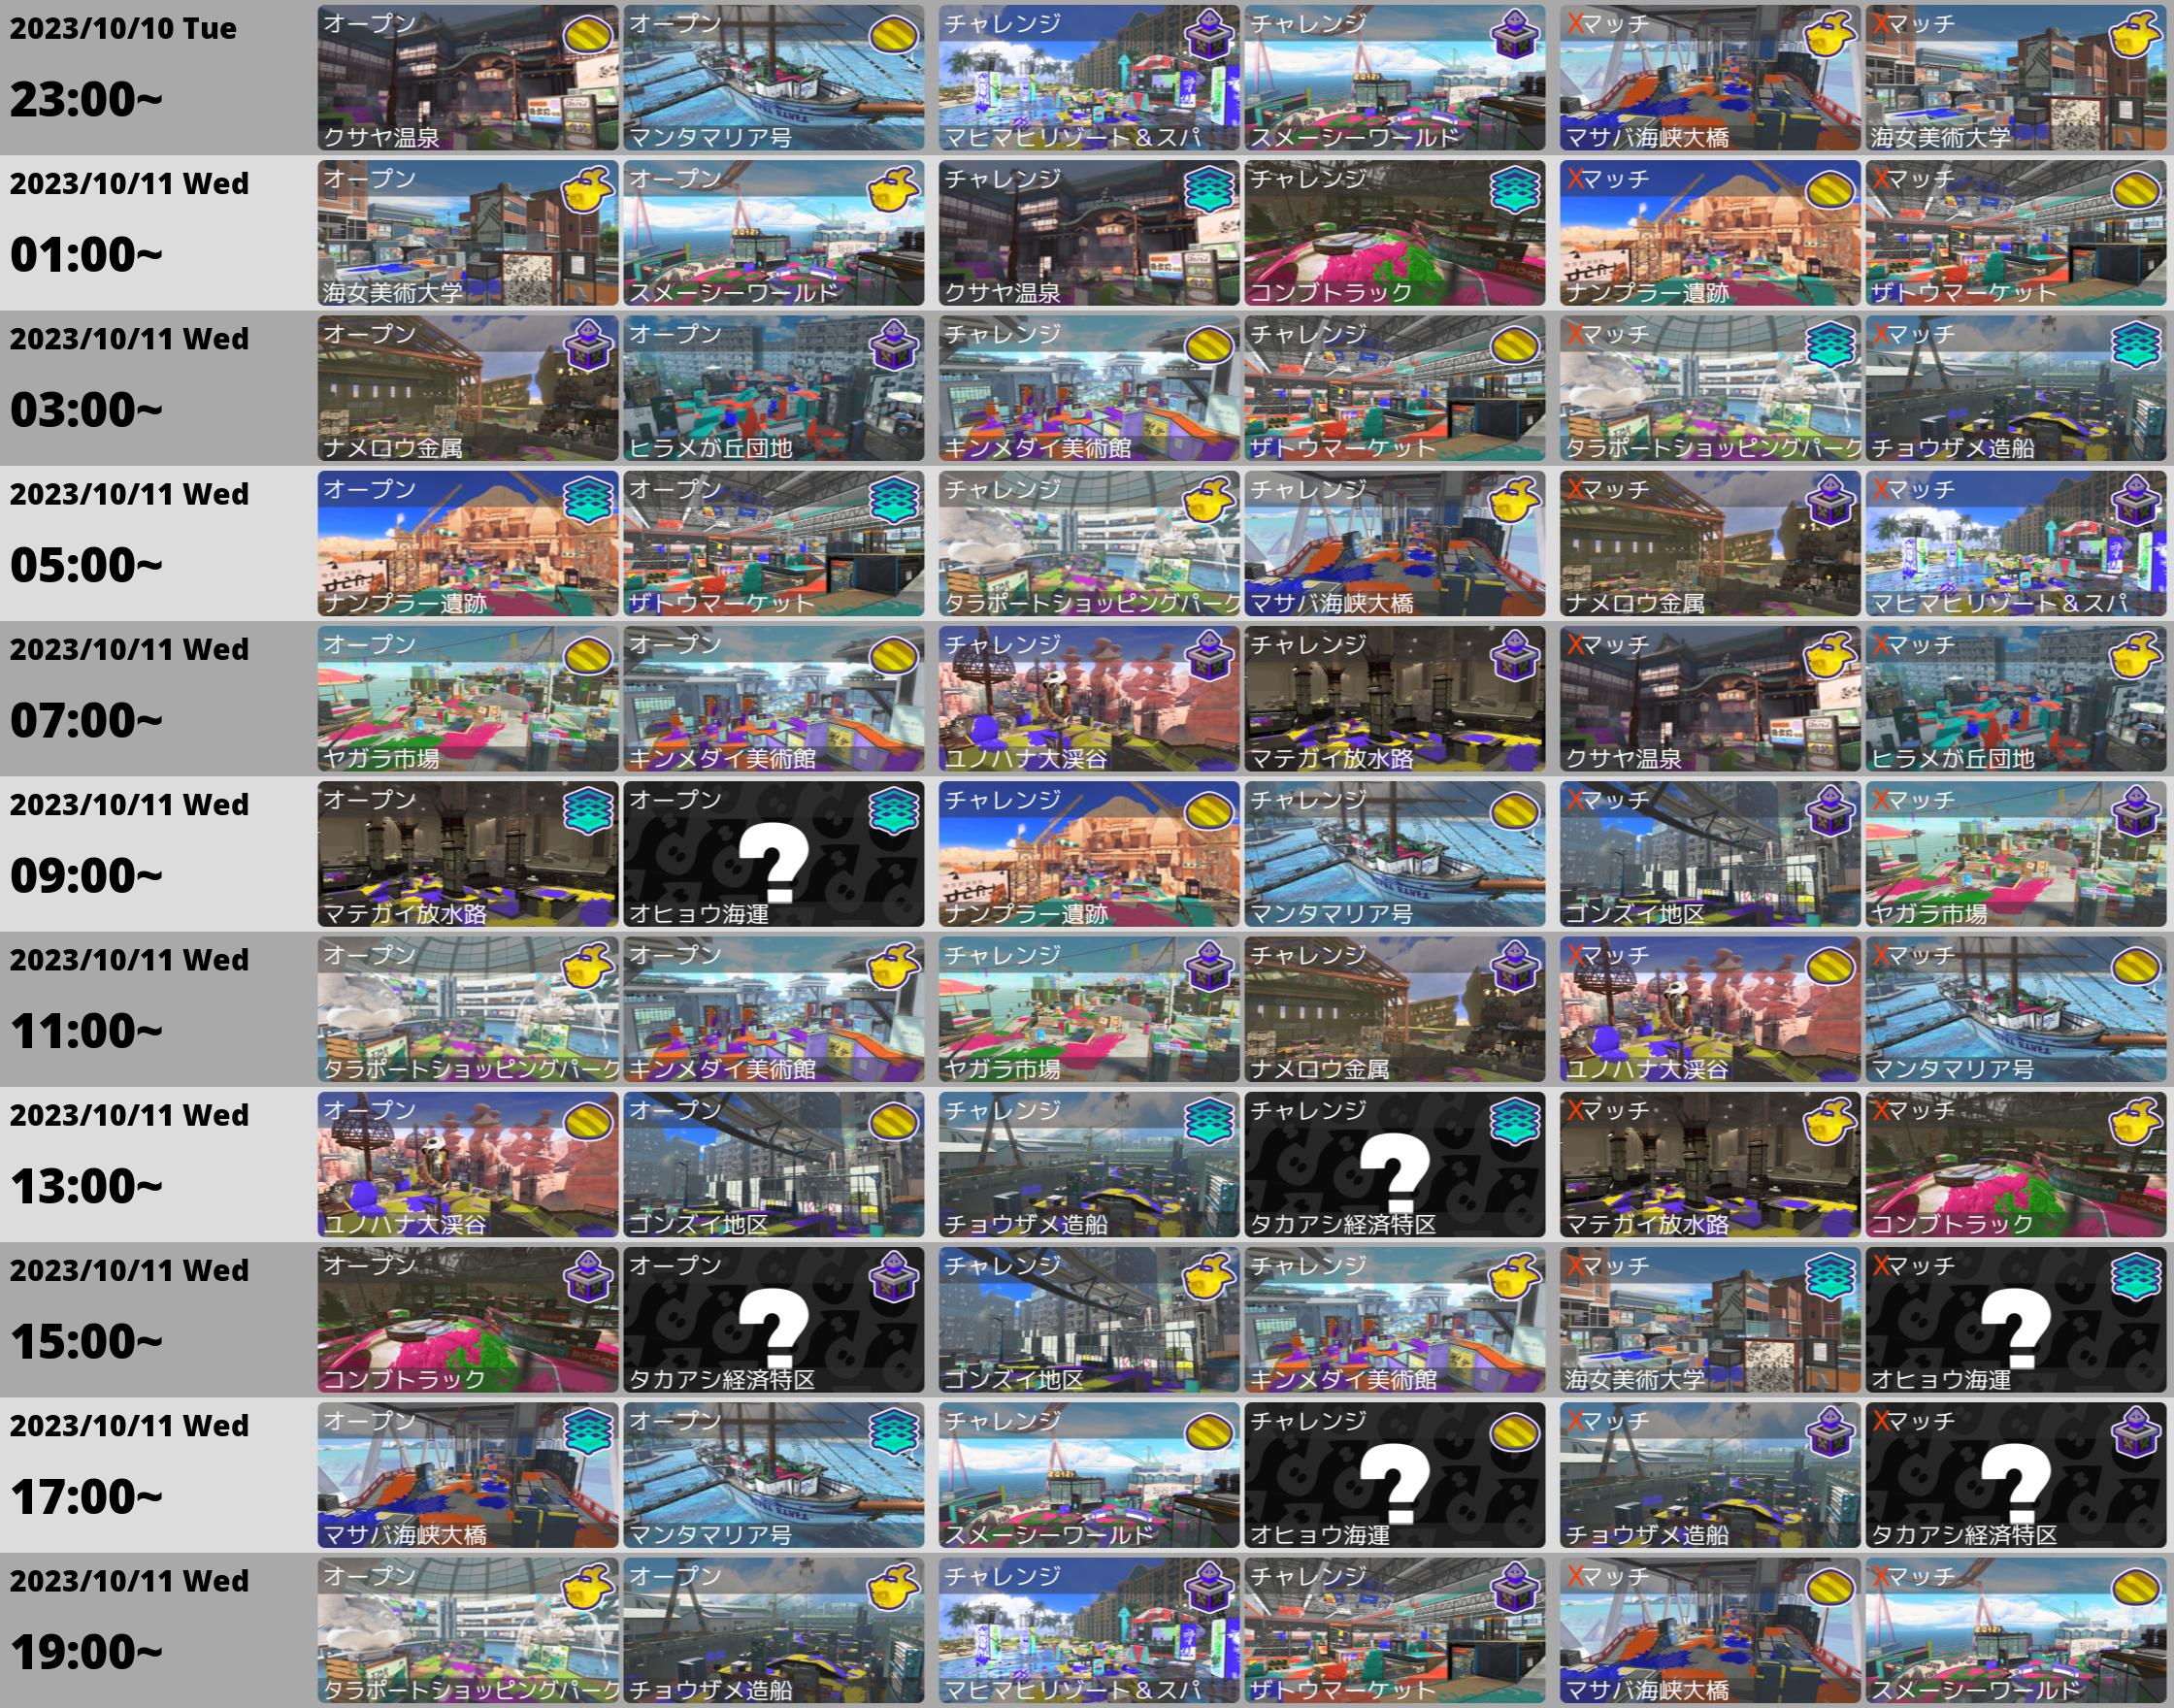 2023/10/10 Tue
23:00~
オープン オープン チャレンジ チャレンジ Xマッチ Xマッチ
クサヤ温泉 マンタマリア号 マヒマヒリゾート＆スパ スメーシーワールド マサバ海峡大橋 海女美術大学
2023/10/11 Wed
01:00~
オープン オープン チャレンジ チャレンジ Xマッチ Xマッチ
海女美術大学 スメーシーワールド クサヤ温泉 コンブトラック ナンプラー遺跡 ザトウマーケット
2023/10/11 Wed
03:00~
オープン オープン チャレンジ チャレンジ Xマッチ Xマッチ
ナメロウ金属 ヒラメが丘団地 キンメダイ美術館 ザトウマーケット タラポートショッピングパーク チョウザメ造船
2023/10/11 Wed
05:00~
オープン オープン チャレンジ チャレンジ Xマッチ Xマッチ
ナンプラー遺跡 ザトウマーケット タラポートショッピングパーク マサバ海峡大橋 ナメロウ金属 マヒマヒリゾート＆スパ
2023/10/11 Wed
07:00~
オープン オープン チャレンジ チャレンジ Xマッチ Xマッチ
ヤガラ市場 キンメダイ美術館 ユノハナ大渓谷 マテガイ放水路 クサヤ温泉 ヒラメが丘団地
2023/10/11 Wed
09:00~
オープン オープン チャレンジ チャレンジ Xマッチ Xマッチ
?
マテガイ放水路 オヒョウ海運 ナンプラー遺跡 マンタマリア号 ゴンズイ地区 ヤガラ市場
2023/10/11 Wed
11:00~
オープン オープン チャレンジ チャレンジ Xマッチ Xマッチ
タラポートショッピングパーク キンメダイ美術館 ヤガラ市場 ナメロウ金属 ユノハナ大渓谷 マンタマリア号
2023/10/11 Wed
13:00~
オープン オープン チャレンジ チャレンジ Xマッチ Xマッチ
?
ユノハナ大渓谷 ゴンズイ地区 チョウザメ造船 タカアシ経済特区 マテガイ放水路 コンブトラック
2023/10/11 Wed
15:00~
オープン オープン チャレンジ チャレンジ Xマッチ Xマッチ
? ?
コンブトラック タカアシ経済特区 ゴンズイ地区 キンメダイ美術館 海女美術大学 オヒョウ海運
2023/10/11 Wed
17:00~
オープン オープン チャレンジ チャレンジ Xマッチ Xマッチ
? ?
マサバ海峡大橋 マンタマリア号 スメーシーワールド オヒョウ海運 チョウザメ造船 タカアシ経済特区
2023/10/11 Wed
19:00~
オープン オープン チャレンジ チャレンジ Xマッチ Xマッチ
タラポートショッピングパーク チョウザメ造船 マヒマヒリゾート＆スパ ザトウマーケット マサバ海峡大橋 スメーシーワールド